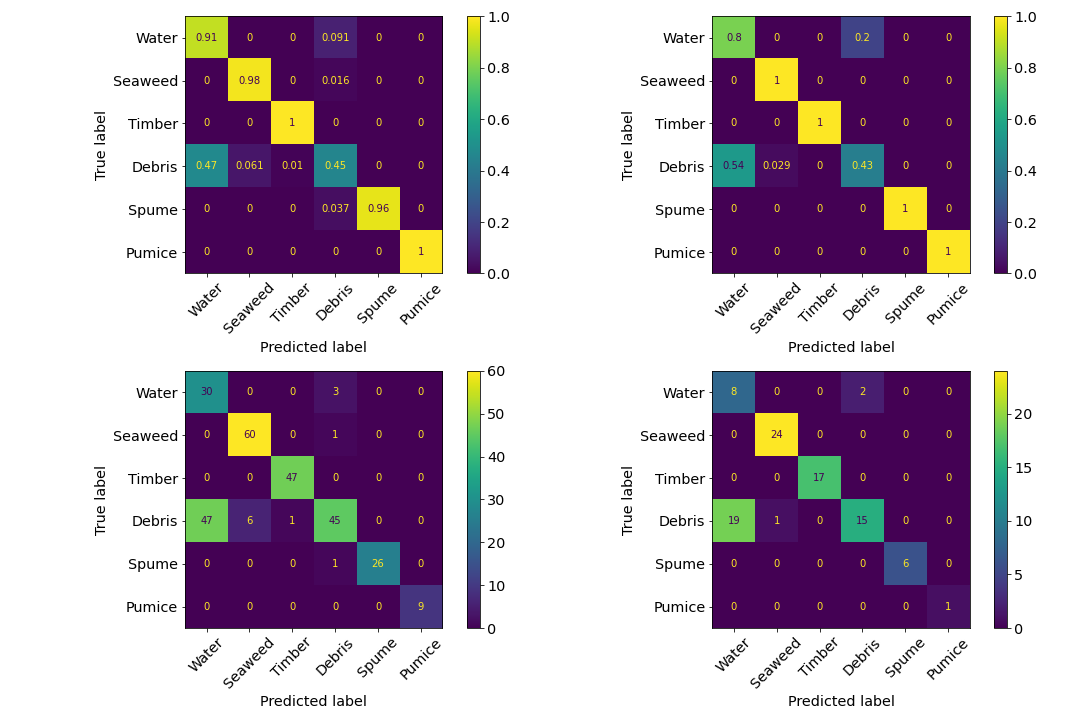 Water 0.91 0 0 0.091 0 0
Seaweed 0 0.98 0 0.016 0 0
Timber 0 0 1 0 0 0
Debris 0.47 0.061 0.01 0.45 0 0
Spume 0 0 0 0.037 0.96 0
Pumice 0 0 0 0 0 1
True label
Water Seaweed Timber Debris Spume Pumice
Predicted label
1.0
0.8
0.6
0.4
0.2
0.0
Water 0.8 0 0 0.2 0 0
Seaweed 0 1 0 0 0 0
Timber 0 0 1 0 0 0
Debris 0.54 0.029 0 0.43 0 0
Spume 0 0 0 0 1 0
Pumice 0 0 0 0 0 1
True label
Water Seaweed Timber Debris Spume Pumice
Predicted label
1.0
0.8
0.6
0.4
0.2
0.0
Water 30 0 0 3 0 0
Seaweed 0 60 0 1 0 0
Timber 0 0 47 0 0 0
Debris 47 6 1 45 0 0
Spume 0 0 0 1 26 0
Pumice 0 0 0 0 0 9
True label
Water Seaweed Timber Debris Spume Pumice
Predicted label
60
50
40
30
20
10
0
Water 8 0 0 2 0 0
Seaweed 0 24 0 0 0 0
Timber 0 0 17 0 0 0
Debris 19 1 0 15 0 0
Spume 0 0 0 0 6 0
Pumice 0 0 0 0 0 1
True label
Water Seaweed Timber Debris Spume Pumice
Predicted label
20
15
10
5
0